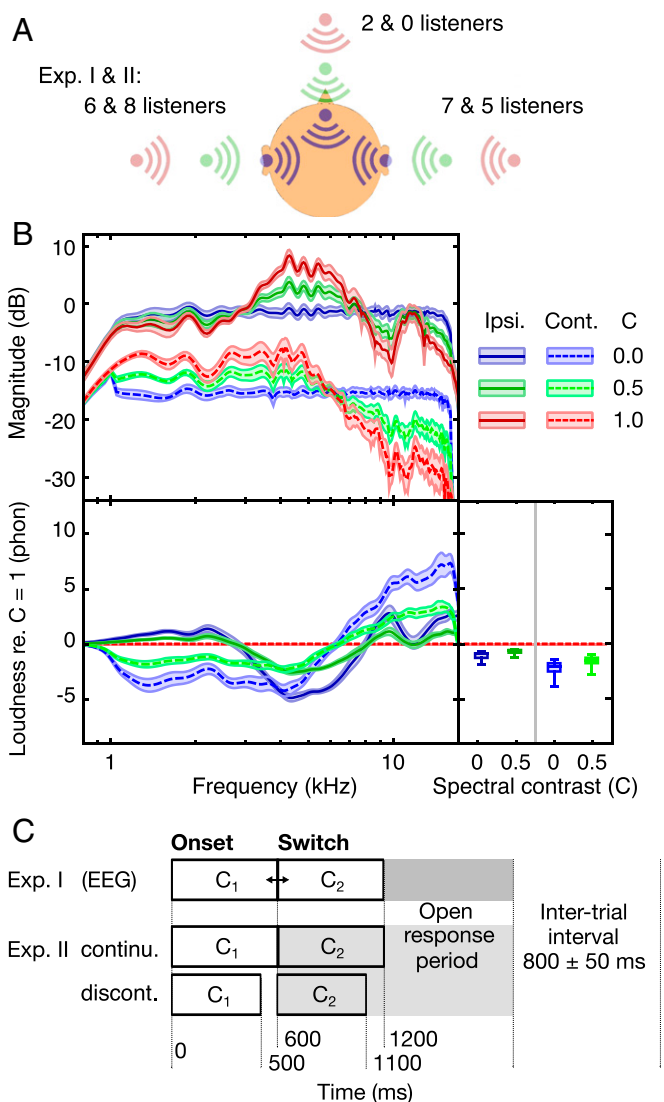 A
2 & 0 listeners
Exp. I & II:
6 & 8 listeners
7 & 5 listeners
B
Magnitude (dB)
10
0
-10
-20
-30
Ipsi. Cont. C
0.0
0.5
1.0
Loudness re. C = 1 (phon)
10
5
0
-5
1 10
Frequency (kHz)
0 0.5 0 0.5
Spectral contrast (C)
C
Onset Switch
Exp. I (EEG) C1 C2
Exp. II continu. C1 C2
discont. C1 C2
Open
response
period
Inter-trial
interval
800 ± 50 ms
0 500 600 1100 1200
Time (ms)